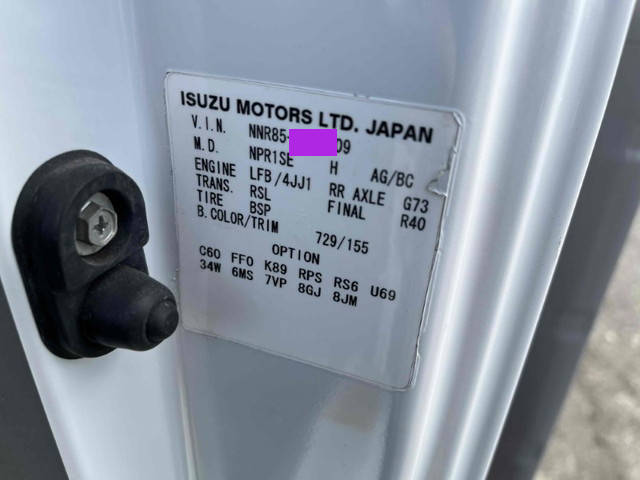 ISUZU MOTORS LTD. JAPAN
V.I.N. NNR85- 09
M.D. NPR1SE H AG/BC
ENGINE LFB/4JJ1 RR AXLE G73
TRANS. RSL FINAL R40
TIRE BSP
B.COLOR/TRIM 729/155
OPTION
C60 FF0 K89 RPS RS6 U69
34W 6MS 7VP 8GJ 8JM